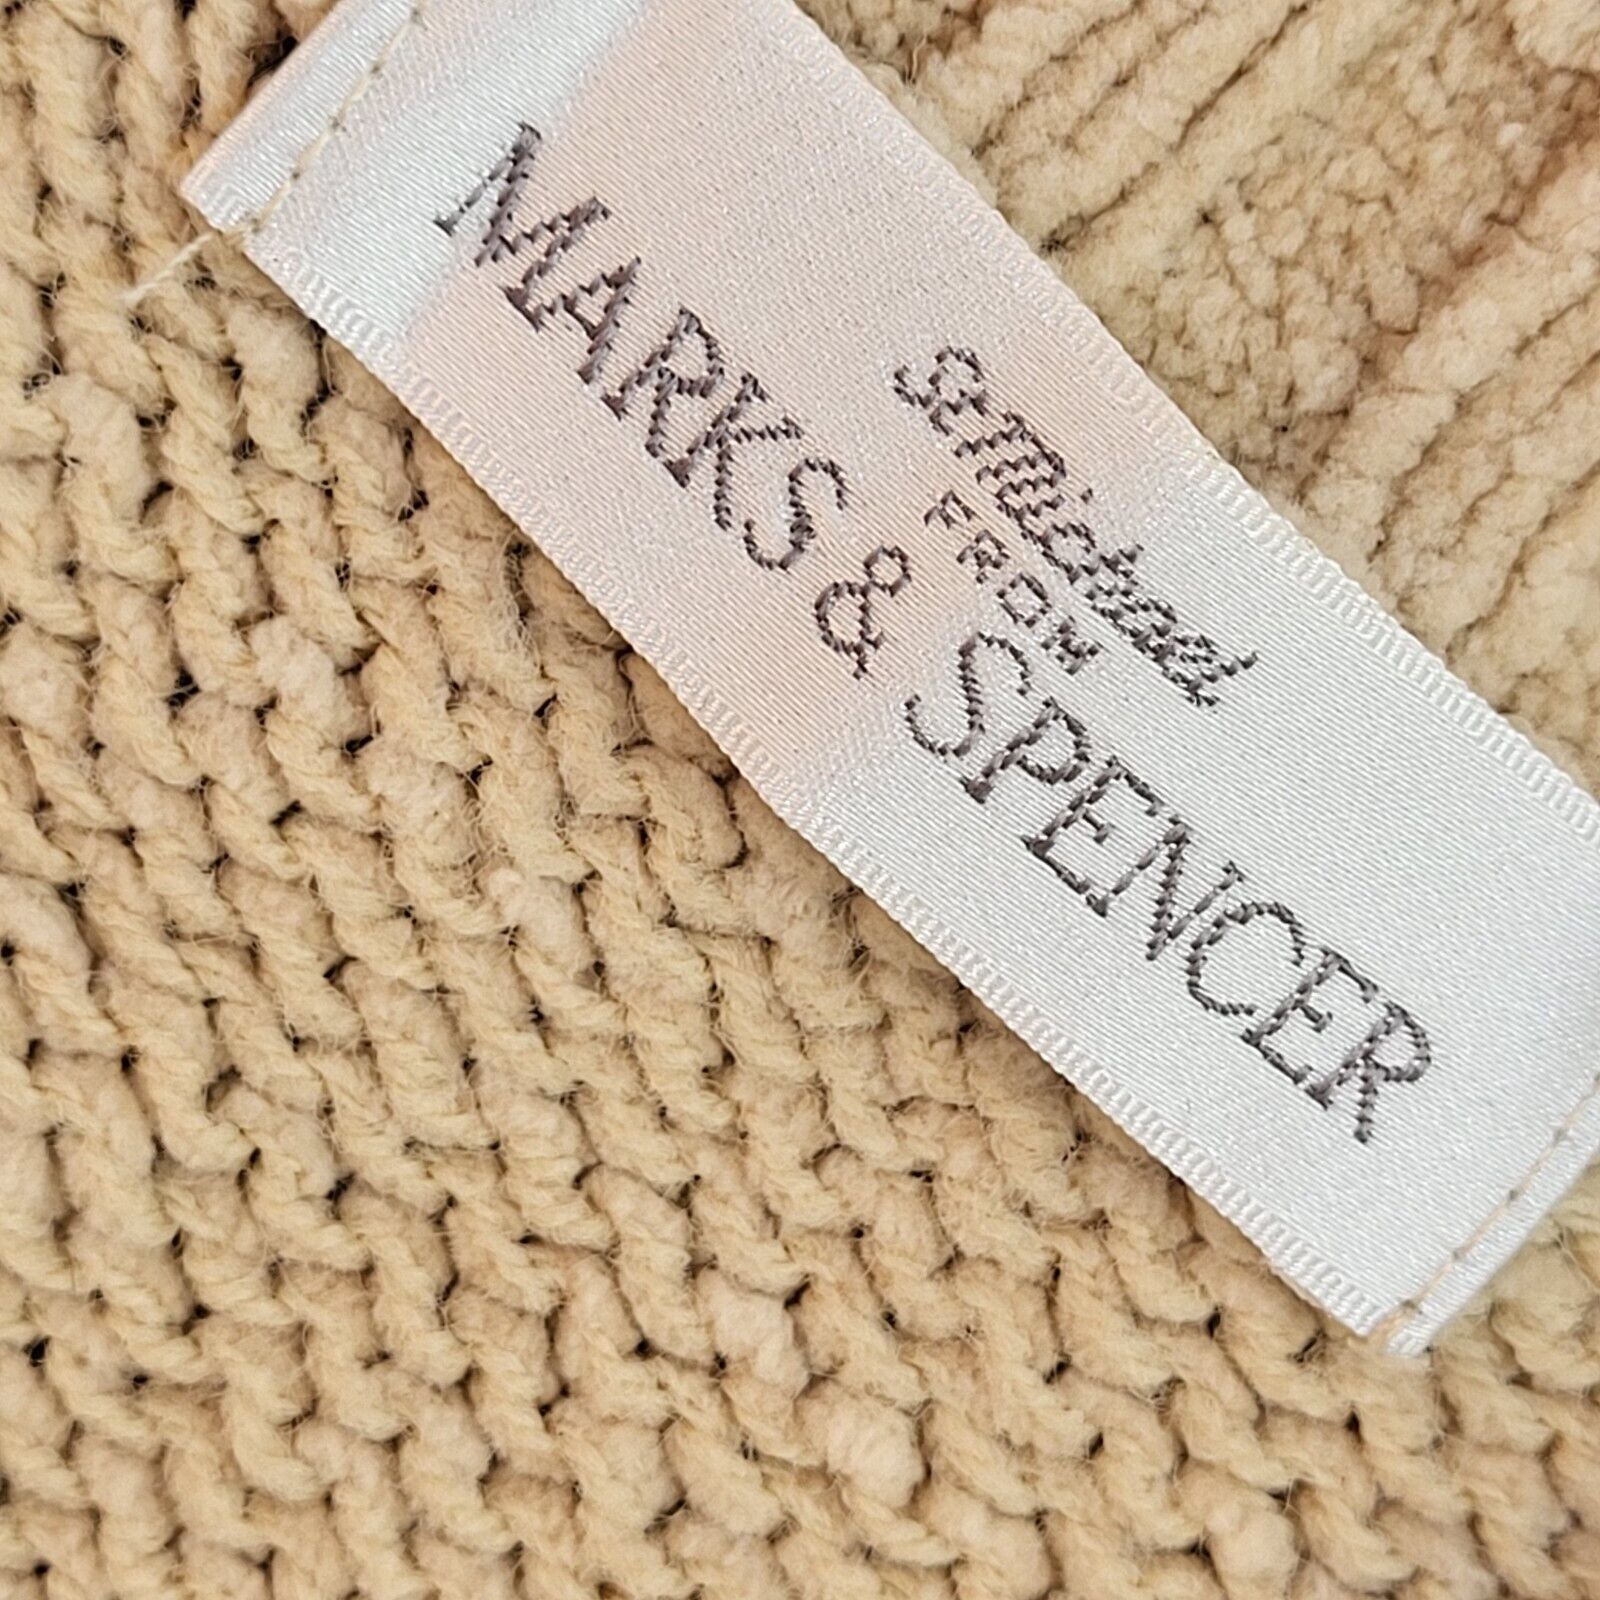 St Michael
FROM
MARKS & SPENCER